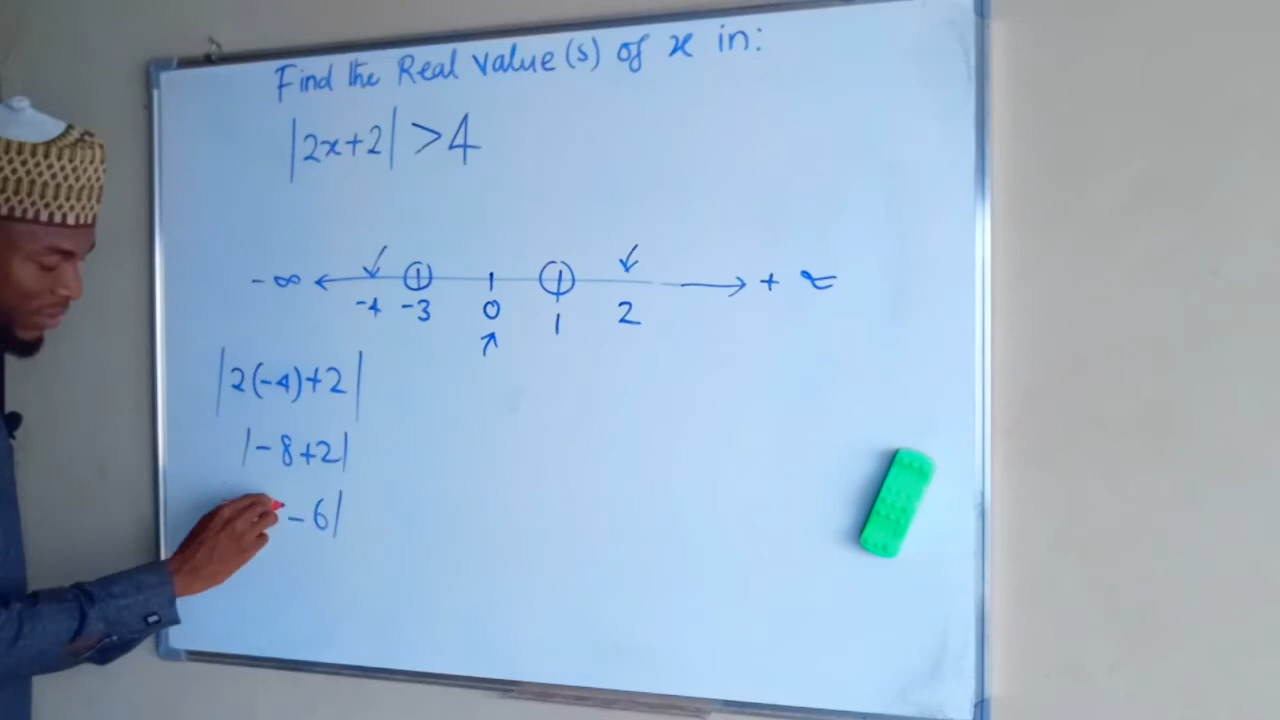 Find the Real value(s) of x in:
|2x+2| >4
-∞ + ∞
-4 -3 0 1 2
|2(-4)+2|
|-8+2|
-6|